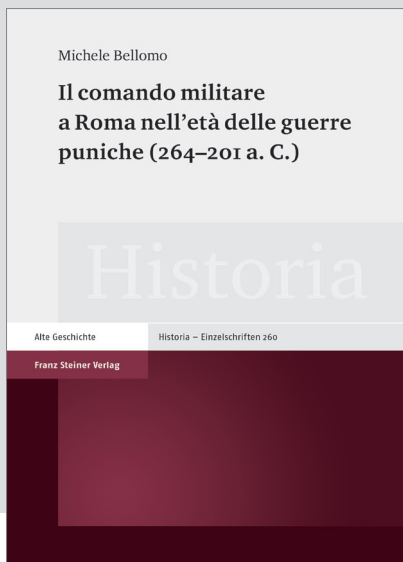 Michele Bellomo
Il comando militare
a Roma nell’età delle guerre
puniche (264–201 a. C.)
Historia
Alte Geschichte
Historia – Einzelschriften 260
Franz Steiner Verlag